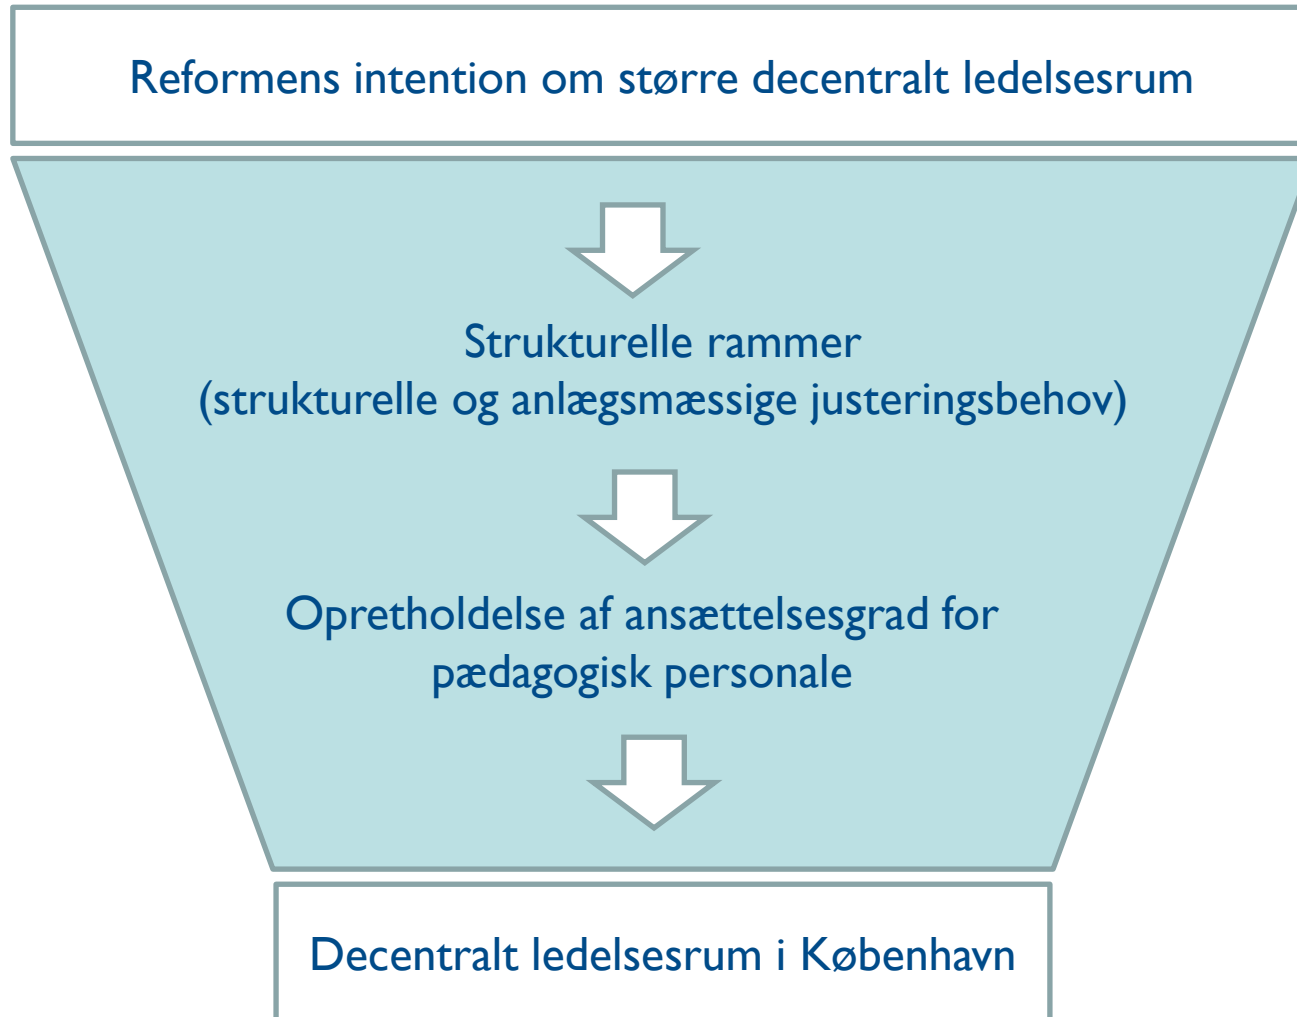 Reformens intention om større decentralt ledelsesrum
Strukturelle rammer
(strukturelle og anlægsmæssige justeringsbehov)
Opretholdelse af ansættelsesgrad for
pædagogisk personale
Decentralt ledelsesrum i København